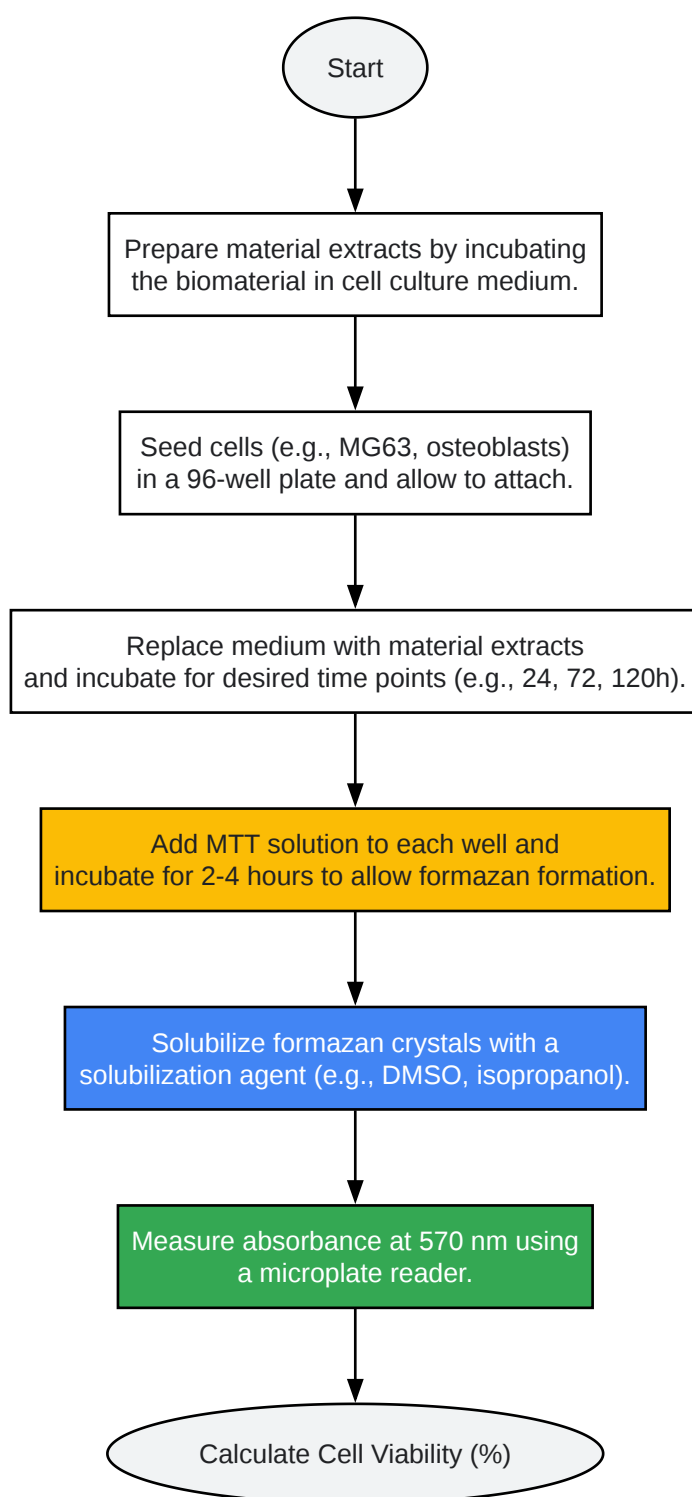 Start
Prepare material extracts by incubating
the biomaterial in cell culture medium.
Seed cells (e.g., MG63, osteoblasts)
in a 96-well plate and allow to attach.
Replace medium with material extracts
and incubate for desired time points (e.g., 24, 72, 120h).
Add MTT solution to each well and
incubate for 2-4 hours to allow formazan formation.
Solubilize formazan crystals with a
solubilization agent (e.g., DMSO, isopropanol).
Measure absorbance at 570 nm using
a microplate reader.
Calculate Cell Viability (%)